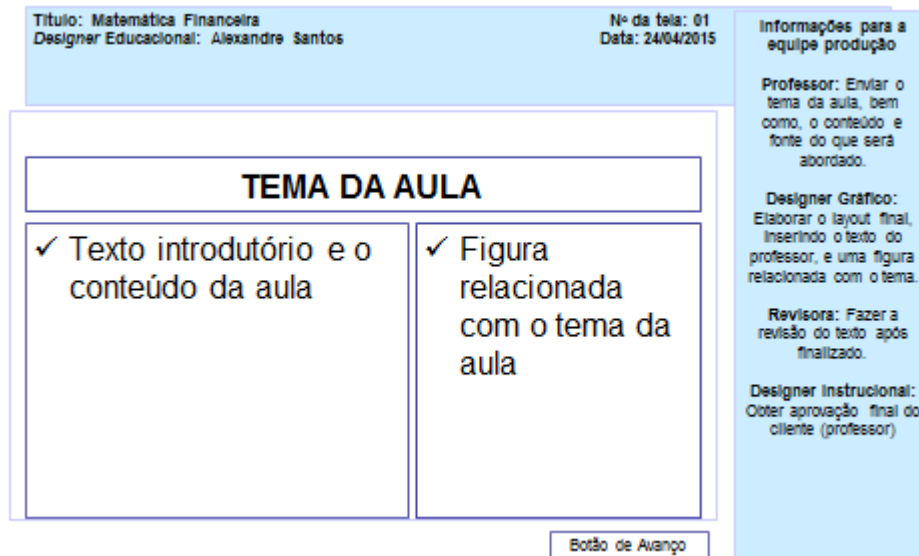 Título: Matemática Financeira
Designer Educacional: Alexandre Santos
Nº da tela: 01
Data: 24/04/2015
TEMA DA AULA
✓ Texto introdutório e o
conteúdo da aula
✓ Figura
relacionada
com o tema da
aula
Botão de Avanço
Informações para a
equipe produção
Professor: Enviar o
tema da aula, bem
como, o conteúdo e
fonte do que será
abordado.
Designer Gráfico:
Elaborar o layout final,
inserindo o texto do
professor, e uma figura
relacionada com o tema.
Revisora: Fazer a
revisão do texto após
finalizado.
Designer Instrucional:
Obter aprovação final do
cliente (professor)